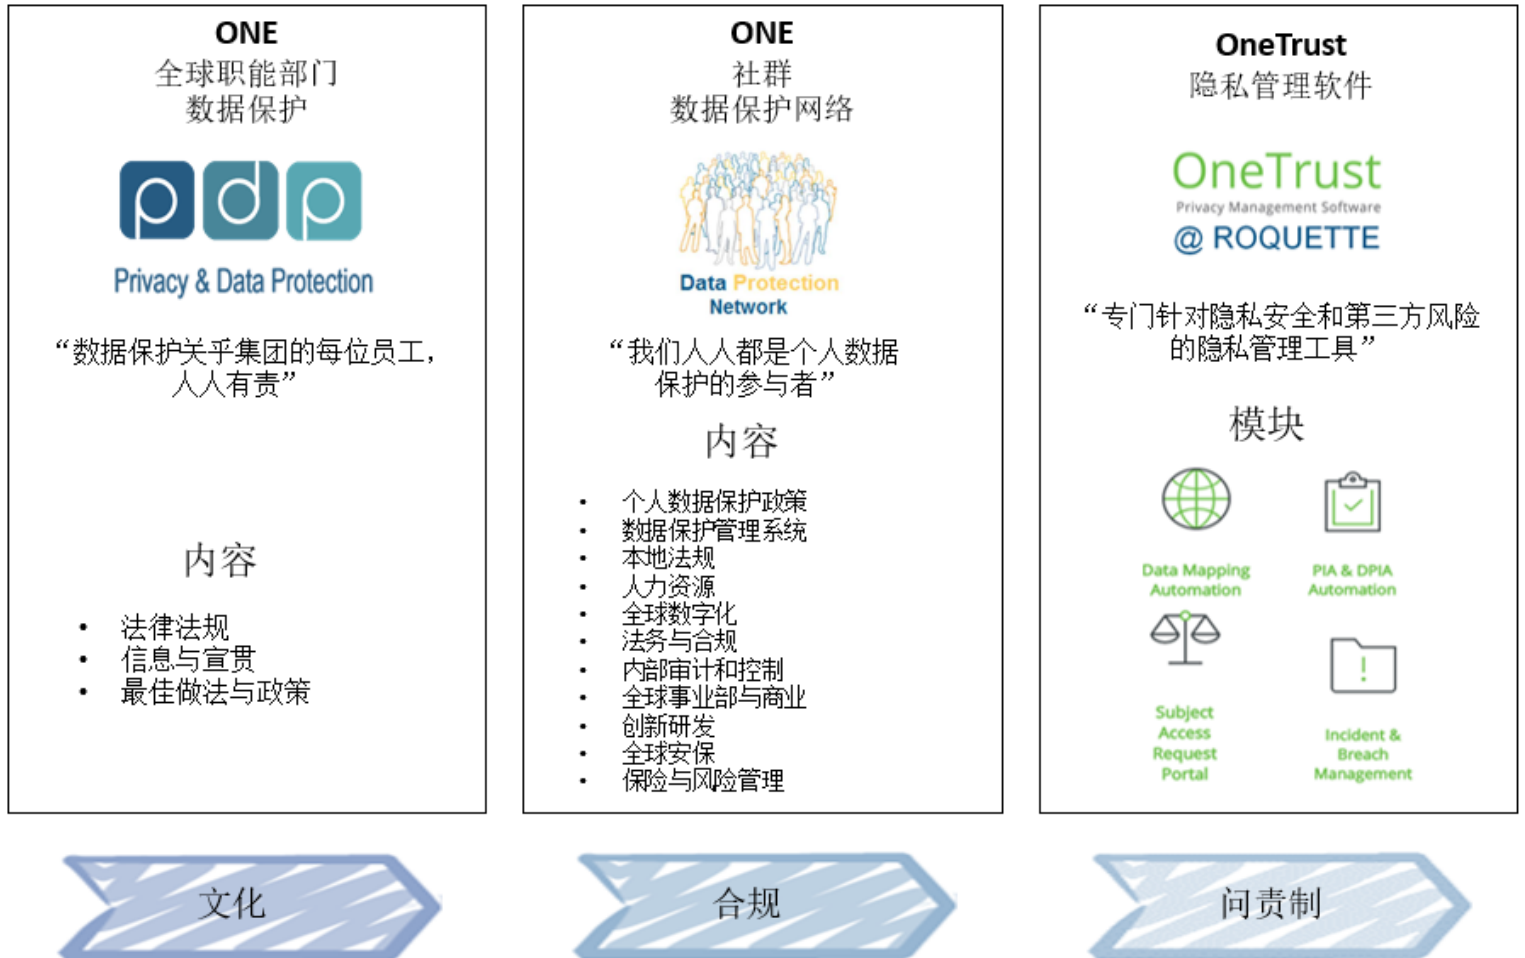 ONE
全球职能部门
数据保护
pdp
Privacy & Data Protection
“数据保护关乎集团的每位员工，
人人有责”
内容
• 法律法规
• 信息与宣贯
• 最佳做法与政策
文化
ONE
社群
数据保护网络
Data Protection
Network
“我们人人都是个人数据
保护的参与者”
内容
• 个人数据保护政策
• 数据保护管理系统
• 本地法规
• 人力资源
• 全球数字化
• 法务与合规
• 内部审计和控制
• 全球事业部与商业
• 创新研发
• 全球安保
• 保险与风险管理
合规
OneTrust
隐私管理软件
OneTrust
Privacy Management Software
@ ROQUETTE
“专门针对隐私安全和第三方风险
的隐私管理工具”
模块
Data Mapping
Automation
PIA & DPIA
Automation
Subject
Access
Request
Portal
Incident &
Breach
Management
问责制